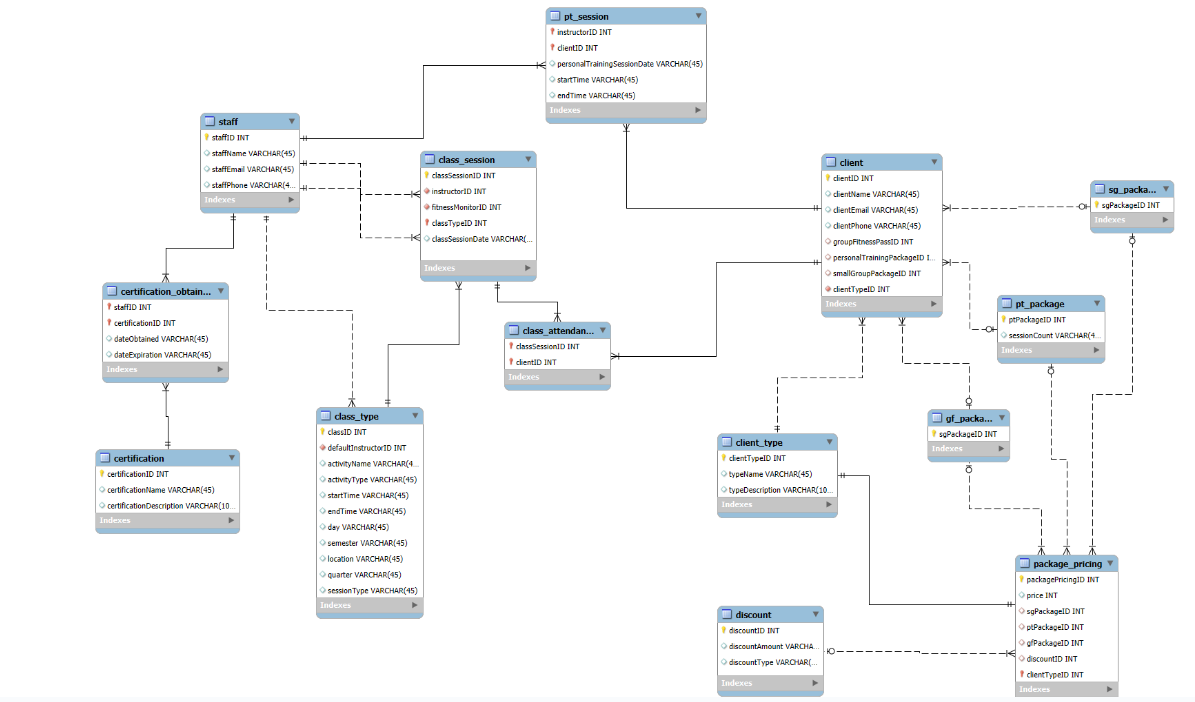 pt_session
instructorID INT
clientID INT
personalTrainingSessionDate VARCHAR(45)
startTime VARCHAR(45)
endTime VARCHAR(45)
Indexes
staff
staffID INT
staffName VARCHAR(45)
staffEmail VARCHAR(45)
staffPhone VARCHAR(4...
Indexes
class_session
classSessionID INT
instructorID INT
fitnessMonitorID INT
classTypeID INT
classSessionDate VARCHAR(...
Indexes
client
clientID INT
clientName VARCHAR(45)
clientEmail VARCHAR(45)
clientPhone VARCHAR(45)
groupFitnessPassID INT
personalTrainingPackageID I...
smallGroupPackageID INT
clientTypeID INT
Indexes
sg_packa...
sgPackageID INT
Indexes
certification_obtain...
staffID INT
certificationID INT
dateObtained VARCHAR(45)
dateExpiration VARCHAR(45)
Indexes
class_attendan...
classSessionID INT
clientID INT
Indexes
pt_package
ptPackageID INT
sessionCount VARCHAR(4...
Indexes
certification
certificationID INT
certificationName VARCHAR(45)
certificationDescription VARCHAR(10...
Indexes
class_type
classID INT
defaultInstructorID INT
activityName VARCHAR(4...
activityType VARCHAR(45)
startTime VARCHAR(45)
endTime VARCHAR(45)
day VARCHAR(45)
semester VARCHAR(45)
location VARCHAR(45)
quarter VARCHAR(45)
sessionType VARCHAR(45)
Indexes
client_type
clientTypeID INT
typeName VARCHAR(45)
typeDescription VARCHAR(10...
Indexes
gf_packa...
sgPackageID INT
Indexes
discount
discountID INT
discountAmount VARCHA...
discountType VARCHAR(...
Indexes
package_pricing
packagePricingID INT
price INT
sgPackageID INT
ptPackageID INT
gfPackageID INT
discountID INT
clientTypeID INT
Indexes